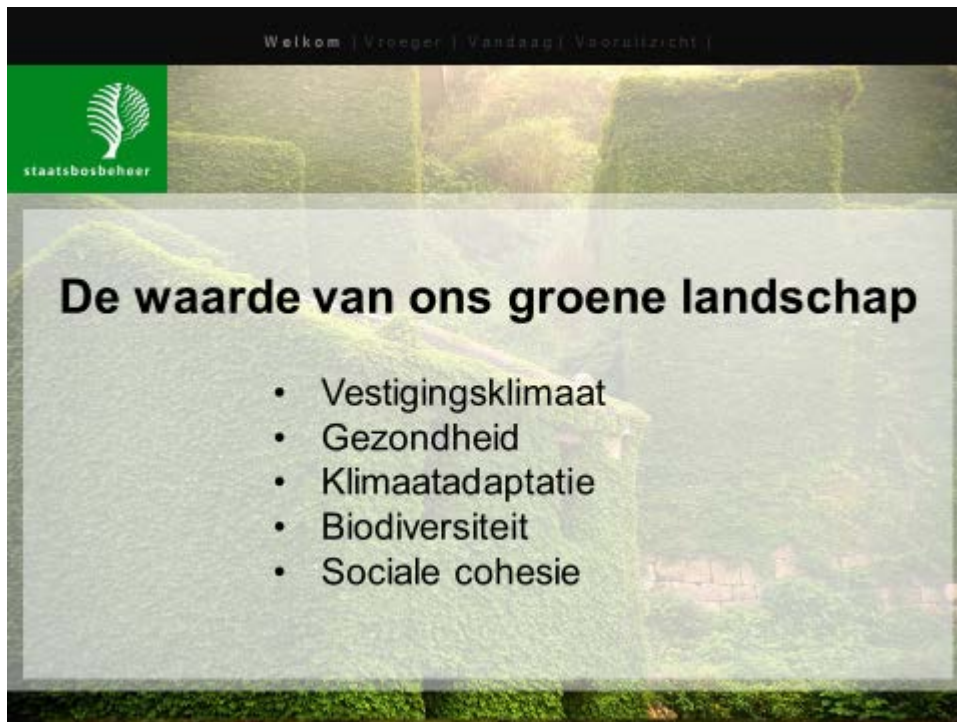 Welkom | Vroeger | Vandaag | Vooruitzicht |
staatsbosbeheer
De waarde van ons groene landschap
• Vestigingsklimaat
• Gezondheid
• Klimaatadaptatie
• Biodiversiteit
• Sociale cohesie